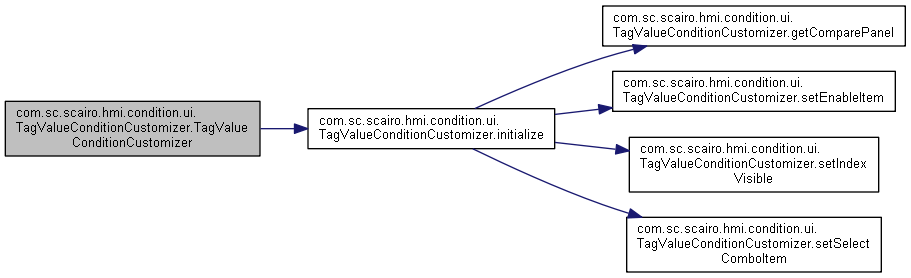 com.sc.scairo.hmi.condition.ui.
TagValueConditionCustomizer.TagValue
ConditionCustomizer
com.sc.scairo.hmi.condition.ui.
TagValueConditionCustomizer.initialize
com.sc.scairo.hmi.condition.ui.
TagValueConditionCustomizer.getComparePanel
com.sc.scairo.hmi.condition.ui.
TagValueConditionCustomizer.setEnableItem
com.sc.scairo.hmi.condition.ui.
TagValueConditionCustomizer.setIndex
Visible
com.sc.scairo.hmi.condition.ui.
TagValueConditionCustomizer.setSelect
ComboItem